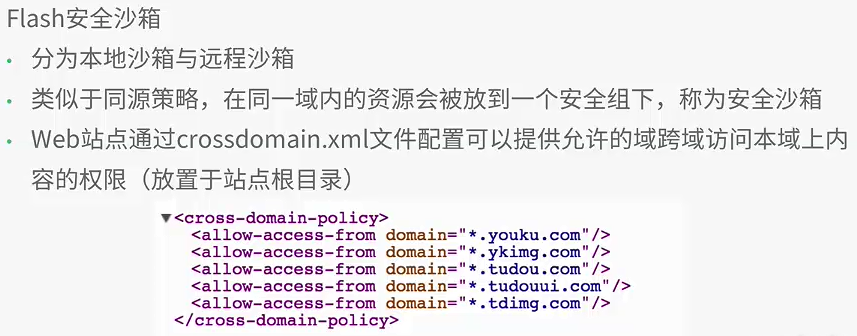 Flash安全沙箱
• 分为本地沙箱与远程沙箱
• 类似于同源策略，在同一域内的资源会被放到一个安全组下，称为安全沙箱
• Web站点通过crossdomain.xml文件配置可以提供允许的域跨域访问本域上内
容的权限（放置于站点根目录）
▼<cross-domain-policy>
<allow-access-from domain="*.youku.com"/>
<allow-access-from domain="*.ykimg.com"/>
<allow-access-from domain="*.tudou.com"/>
<allow-access-from domain="*.tudouui.com"/>
<allow-access-from domain="*.tdimg.com"/>
</cross-domain-policy>